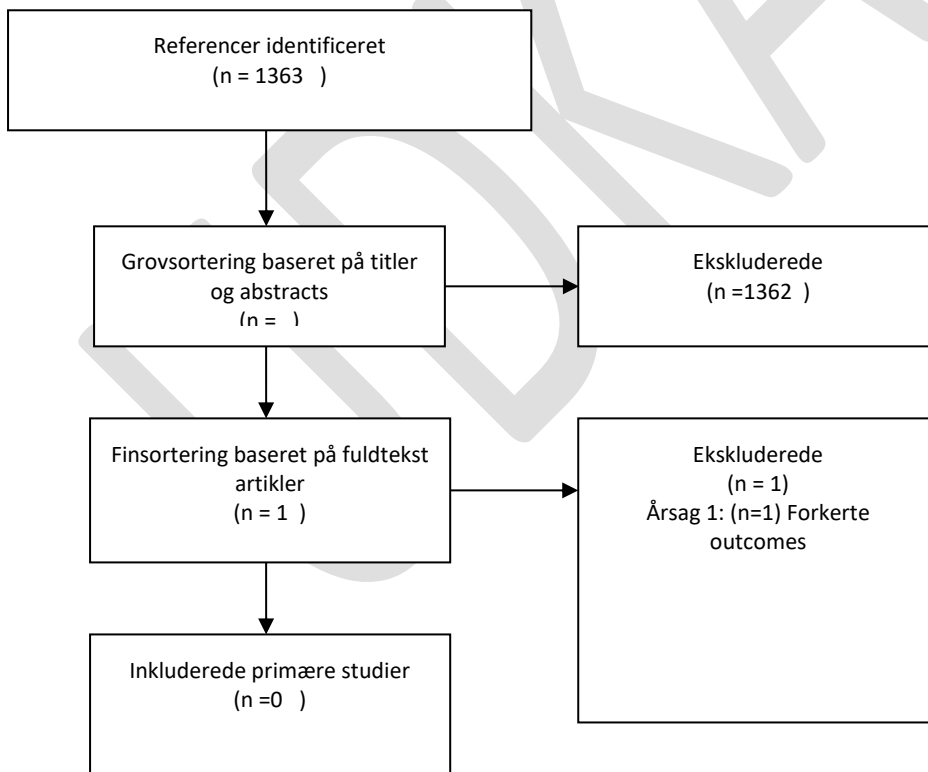 Referencer identificeret
(n = 1363 )
Grovsortering baseret på titler
og abstracts
(n = )
Ekskluderede
(n =1362 )
Finsortering baseret på fuldtekst
artikler
(n = 1 )
Ekskluderede
(n = 1)
Årsag 1: (n=1) Forkerte
outcomes
Inkluderede primære studier
(n =0 )